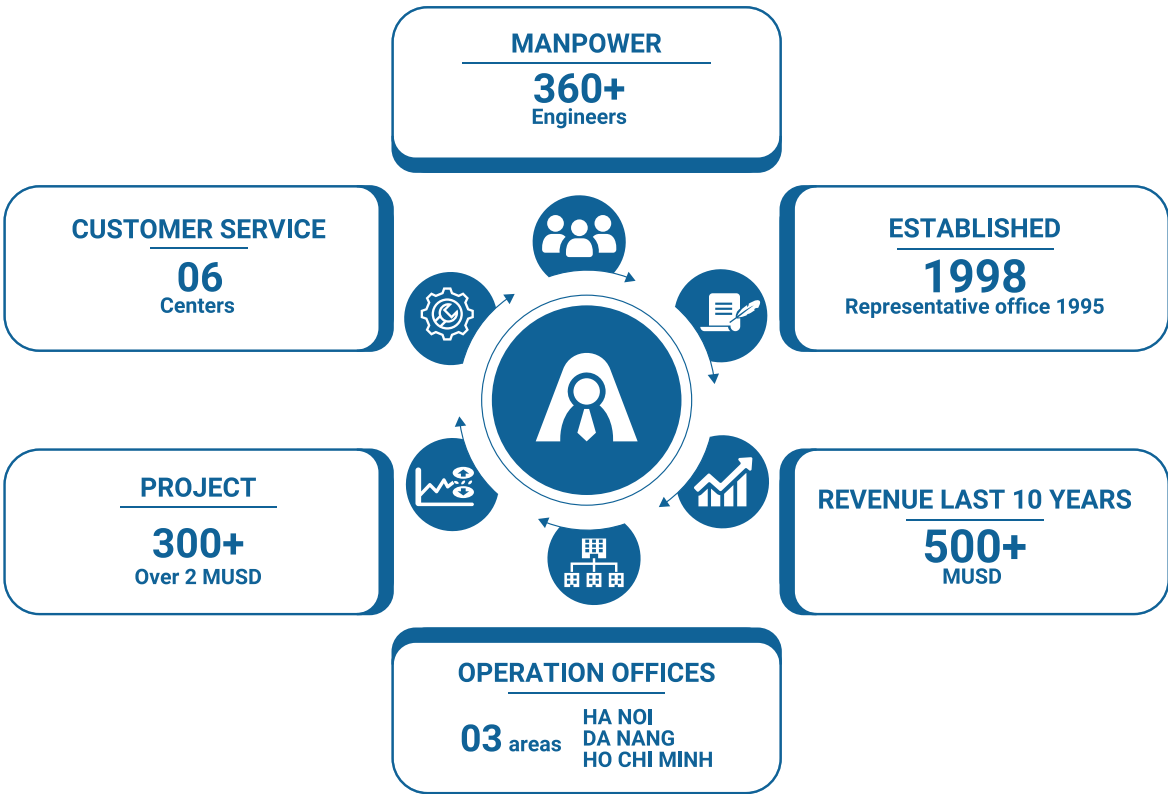 MANPOWER
360+
Engineers
CUSTOMER SERVICE
06
Centers
ESTABLISHED
1998
Representative office 1995
PROJECT
300+
Over 2 MUSD
REVENUE LAST 10 YEARS
500+
MUSD
OPERATION OFFICES
03 areas
HA NOI
DA NANG
HO CHI MINH